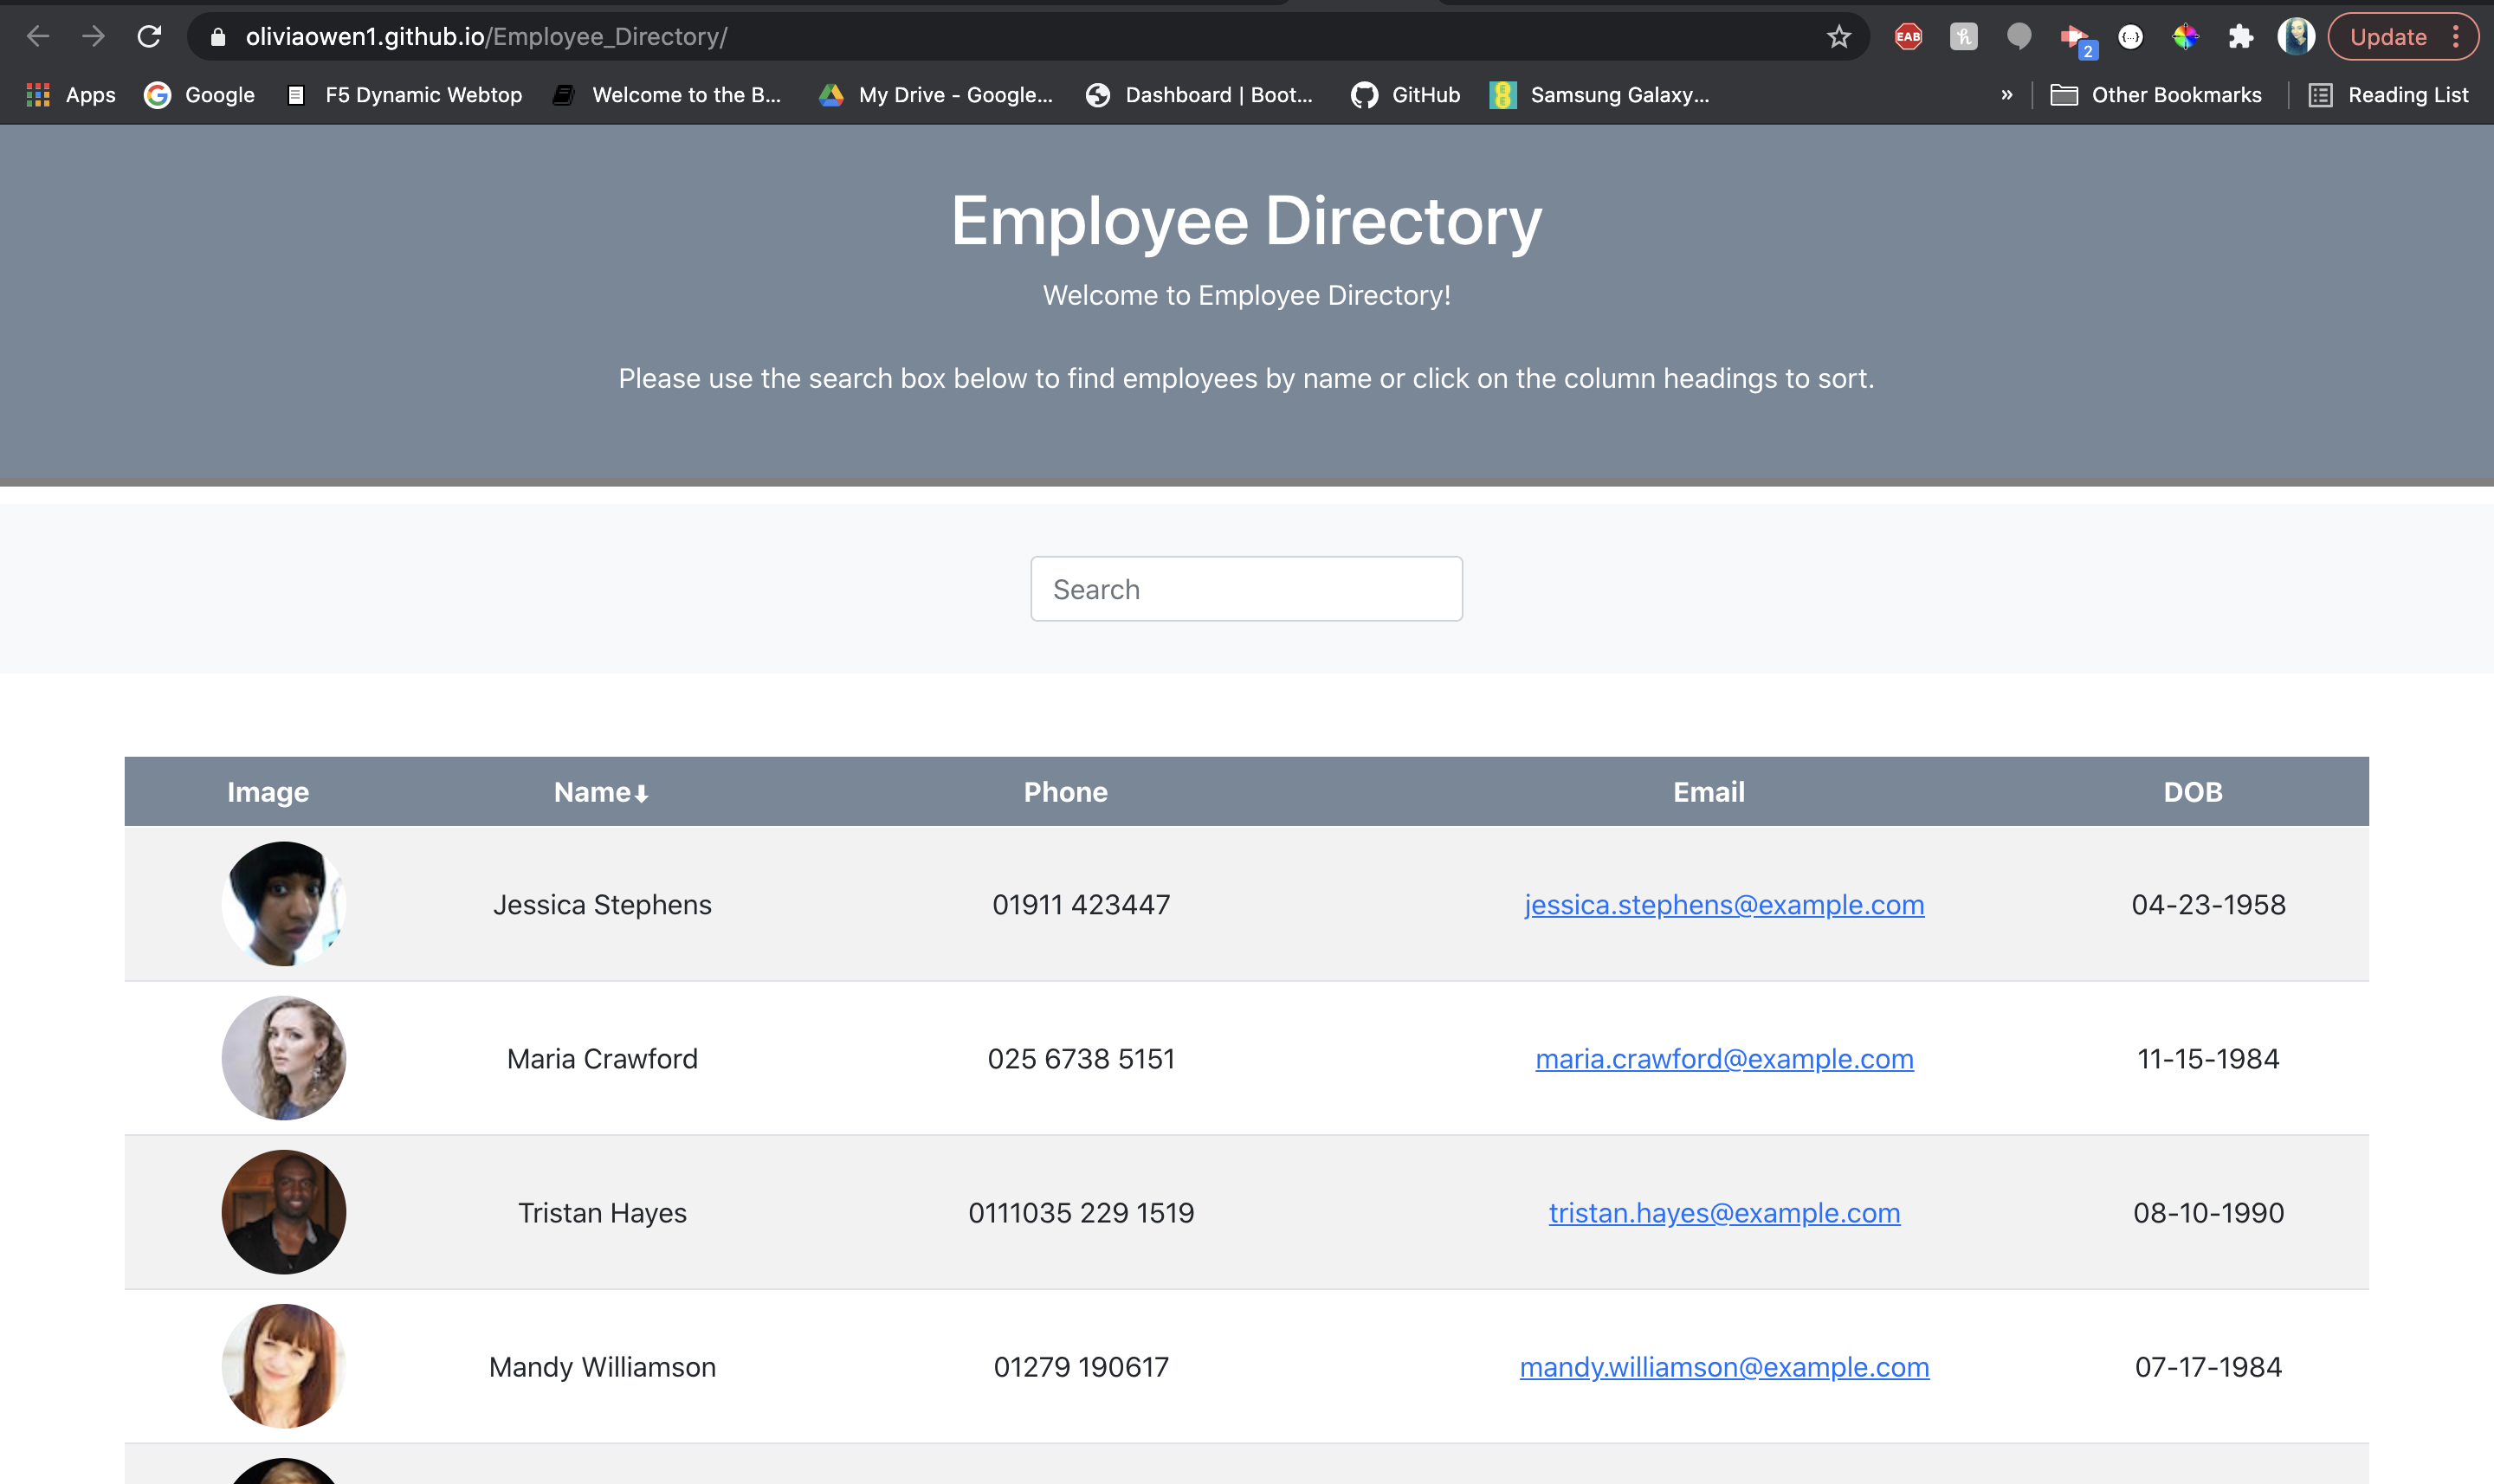 oliviaowen1.github.io/Employee_Directory/
EAB
h
2
{...}
Update
Apps Google F5 Dynamic Webtop Welcome to the B... My Drive - Google... Dashboard | Boot... GitHub Samsung Galaxy... » Other Bookmarks Reading List
Employee Directory
Welcome to Employee Directory!
Please use the search box below to find employees by name or click on the column headings to sort.
Search
Image Name⬇ Phone Email DOB
Jessica Stephens 01911 423447 jessica.stephens@example.com 04-23-1958
Maria Crawford 025 6738 5151 maria.crawford@example.com 11-15-1984
Tristan Hayes 0111035 229 1519 tristan.hayes@example.com 08-10-1990
Mandy Williamson 01279 190617 mandy.williamson@example.com 07-17-1984